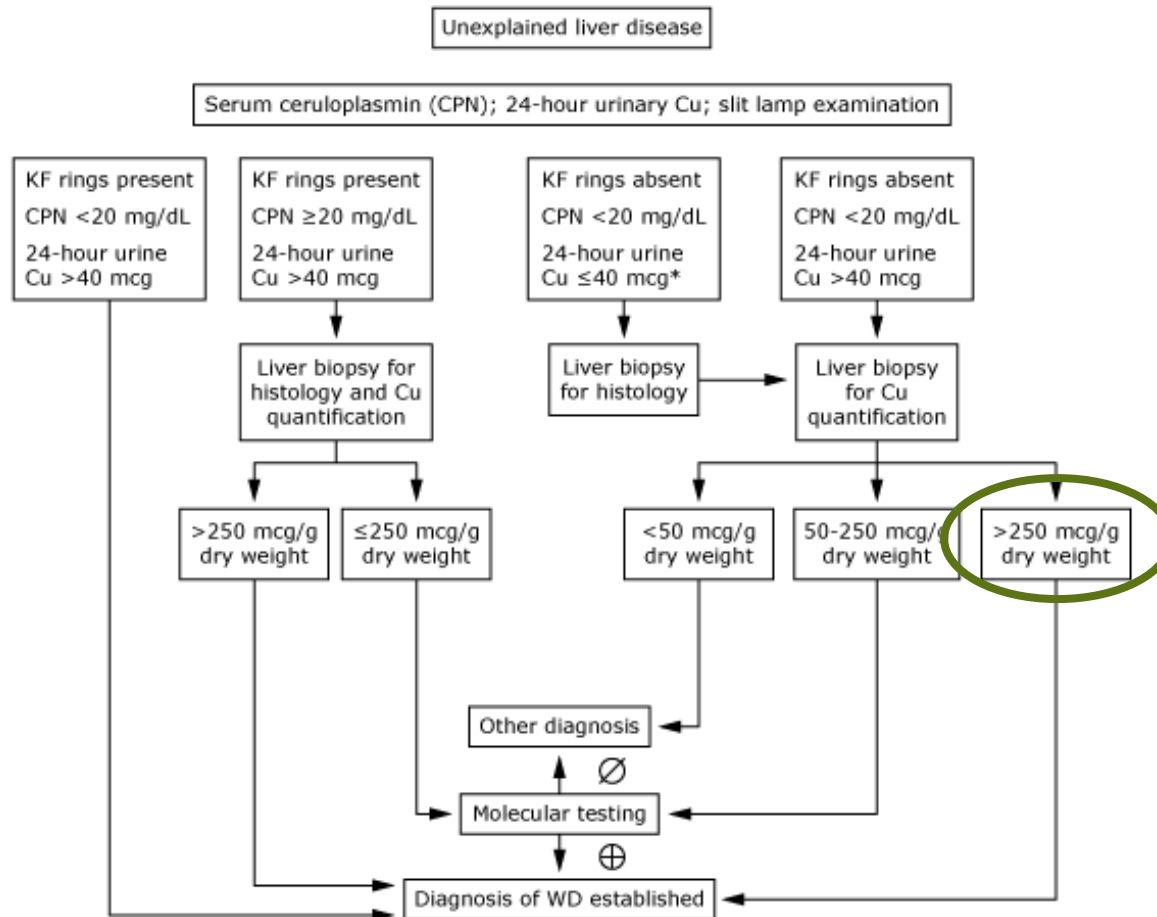 Unexplained liver disease
Serum ceruloplasmin (CPN); 24-hour urinary Cu; slit lamp examination
KF rings present
CPN <20 mg/dL
24-hour urine
Cu >40 mcg
KF rings present
CPN ≥20 mg/dL
24-hour urine
Cu >40 mcg
KF rings absent
CPN <20 mg/dL
24-hour urine
Cu ≤40 mcg*
KF rings absent
CPN <20 mg/dL
24-hour urine
Cu >40 mcg
Liver biopsy for
histology and Cu
quantification
Liver biopsy
for histology
Liver biopsy
for Cu
quantification
>250 mcg/g
dry weight
≤250 mcg/g
dry weight
<50 mcg/g
dry weight
50-250 mcg/g
dry weight
>250 mcg/g
dry weight
Other diagnosis
∅
Molecular testing
⊕
Diagnosis of WD established